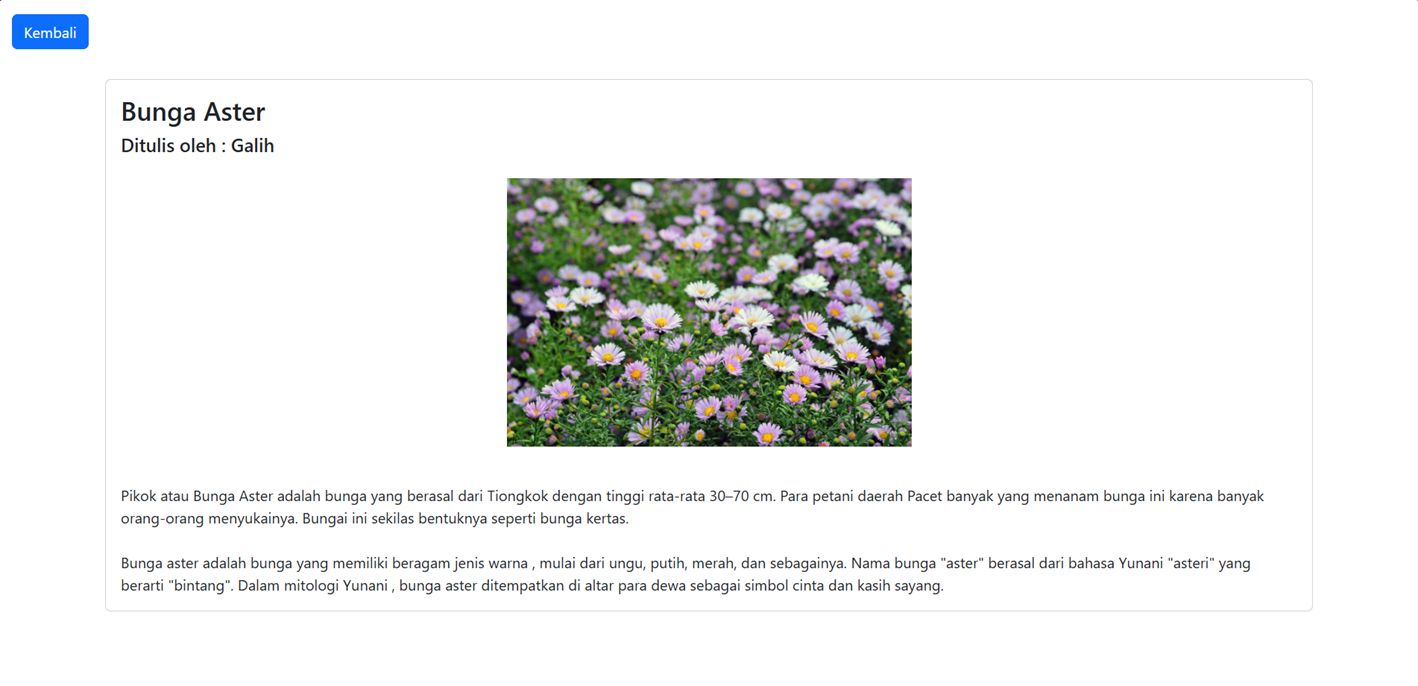 Kembali
Bunga Aster
Ditulis oleh : Galih
Pikok atau Bunga Aster adalah bunga yang berasal dari Tiongkok dengan tinggi rata-rata 30–70 cm. Para petani daerah Pacet banyak yang menanam bunga ini karena banyak
orang-orang menyukainya. Bungai ini sekilas bentuknya seperti bunga kertas.
Bunga aster adalah bunga yang memiliki beragam jenis warna , mulai dari ungu, putih, merah, dan sebagainya. Nama bunga "aster" berasal dari bahasa Yunani "asteri" yang
berarti "bintang". Dalam mitologi Yunani , bunga aster ditempatkan di altar para dewa sebagai simbol cinta dan kasih sayang.